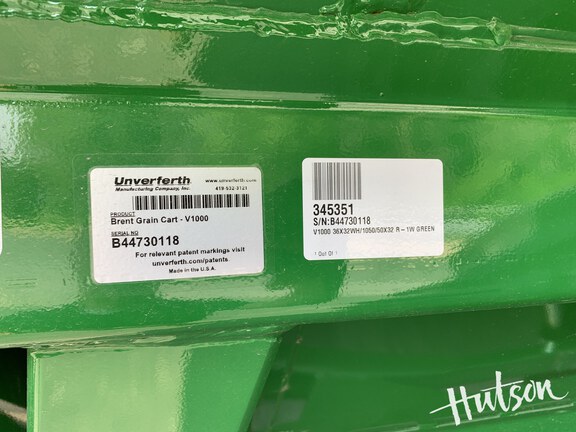 Unverferth
Manufacturing Company, Inc.
www.unverferth.com
419 532 3121
PRODUCT
Brent Grain Cart - V1000
SERIAL NO
B44730118
For relevant patent markings visit
unverferth.com/patents.
Made in the U.S.A.
345351
S/N:B44730118
V1000 36X32WH/1050/50X32 R – 1W GREEN
1 Out Of 1
Hutson